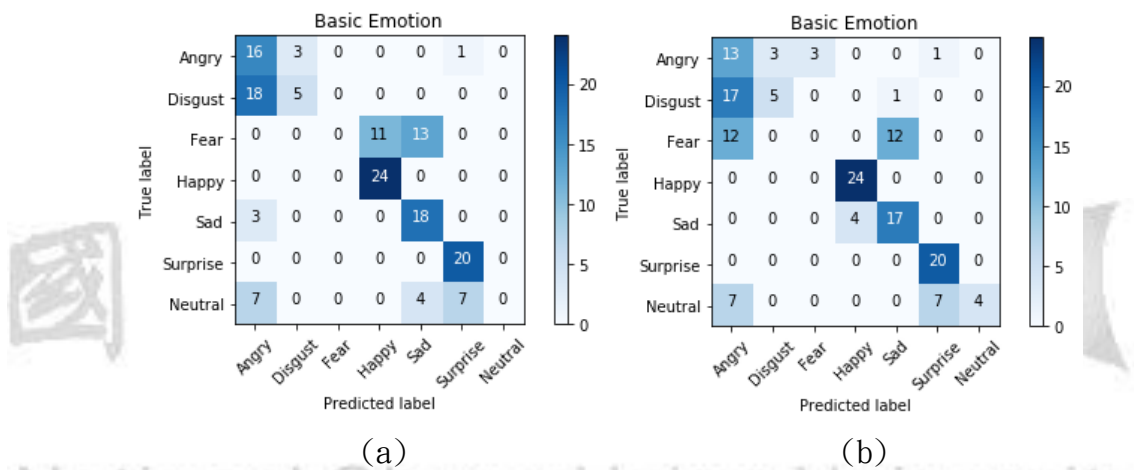 Basic Emotion
Angry 16 3 0 0 0 1 0
Disgust 18 5 0 0 0 0 0
Fear 0 0 0 11 13 0 0
Happy 0 0 0 24 0 0 0
Sad 3 0 0 0 18 0 0
Surprise 0 0 0 0 0 20 0
Neutral 7 0 0 0 4 7 0
True label
Angry Disgust Fear Happy Sad Surprise Neutral
Predicted label
20
15
10
5
0
(a)
Basic Emotion
Angry 13 3 3 0 0 1 0
Disgust 17 5 0 0 1 0 0
Fear 12 0 0 0 12 0 0
Happy 0 0 0 24 0 0 0
Sad 0 0 0 4 17 0 0
Surprise 0 0 0 0 0 20 0
Neutral 7 0 0 0 0 7 4
True label
Angry Disgust Fear Happy Sad Surprise Neutral
Predicted label
20
15
10
5
0
(b)
國